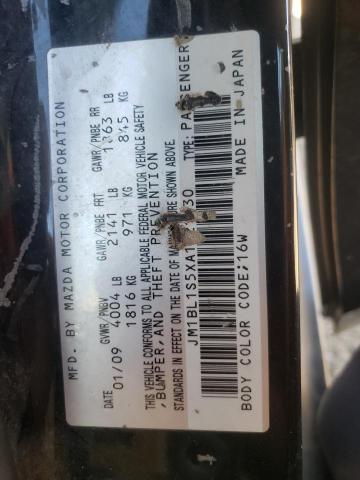 MFD. BY MAZDA MOTOR CORPORATION
GVWR/PNBV GAWR/PNBE FRT GAWR/PNBE RR
DATE 01/09 4004 LB 2141 LB LB
1816 KG 971 KG 845 KG
THIS VEHICLE CONFORMS TO ALL APPLICABLE FEDERAL MOTOR VEHICLE SAFETY
, BUMPER, AND THEFT PREVENTION
STANDARDS IN EFFECT ON THE DATE OF MANUFACTURE SHOWN ABOVE.
TYPE: PASSENGER
BODY COLOR CODE;16W MADE IN JAPAN